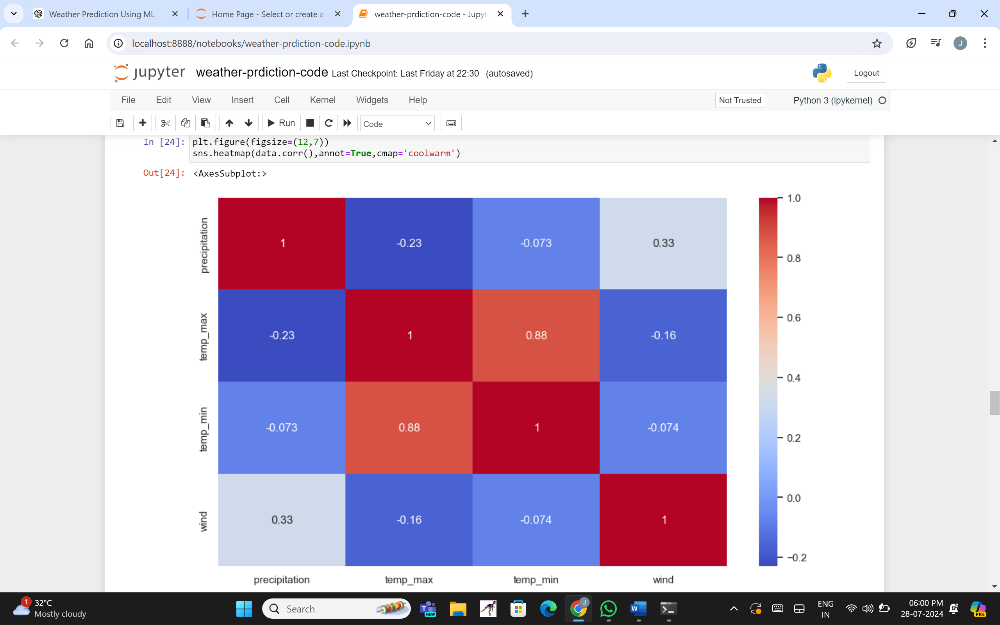 Weather Prediction Using ML
Home Page - Select or create a
weather-prdiction-code - Jupyte
localhost:8888/notebooks/weather-prdiction-code.ipynb
J
jupyter weather-prdiction-code Last Checkpoint: Last Friday at 22:30 (autosaved)
Logout
File Edit View Insert Cell Kernel Widgets Help
Not Trusted
Python 3 (ipykernel)
Run
Code
In [24]: plt.figure(figsize=(12,7))
sns.heatmap(data.corr(),annot=True,cmap='coolwarm')
Out[24]: <AxesSubplot:>
precipitation 1 -0.23 -0.073 0.33
temp_max -0.23 1 0.88 -0.16
temp_min -0.073 0.88 1 -0.074
wind 0.33 -0.16 -0.074 1
precipitation temp_max temp_min wind
1.0
0.8
0.6
0.4
0.2
0.0
−0.2
1
32°C
Mostly cloudy
Search
T
NEW
J
W
ENG
IN
06:00 PM
28-07-2024
PRE